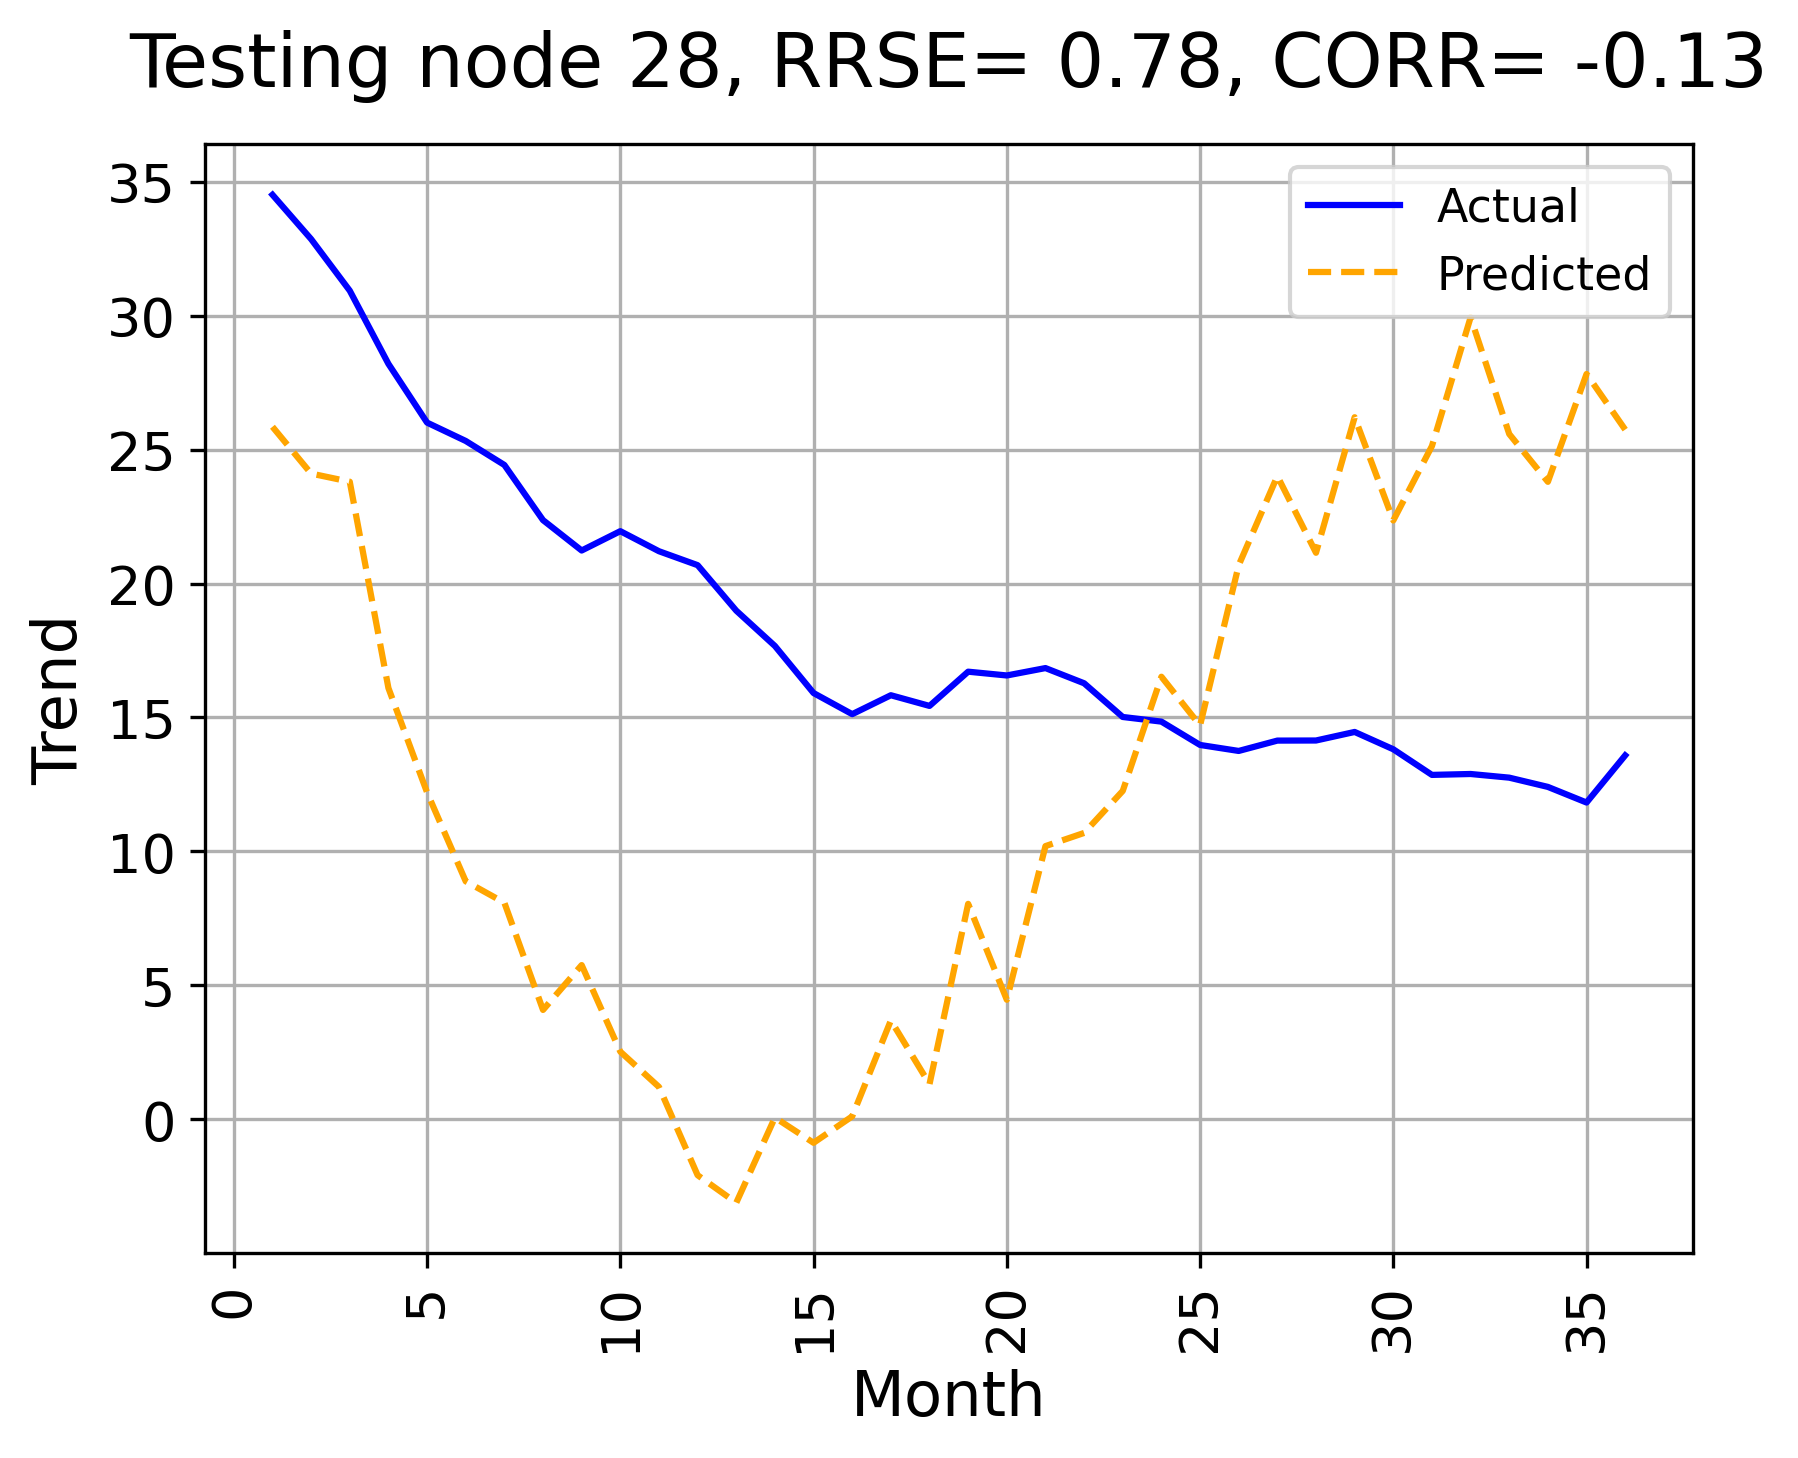 Testing node 28, RRSE= 0.78, CORR= -0.13
Actual
Predicted
Trend
35
30
25
20
15
10
5
0
0 5 10 15 20 25 30 35
Month